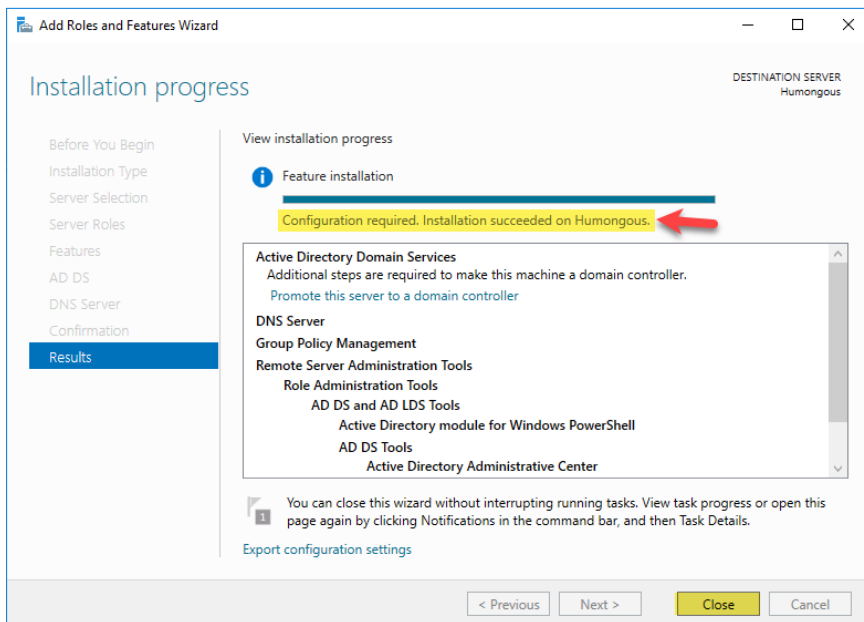 Add Roles and Features Wizard
Installation progress
DESTINATION SERVER
Humongous
Before You Begin
Installation Type
Server Selection
Server Roles
Features
AD DS
DNS Server
Confirmation
Results
View installation progress
Feature installation
Configuration required. Installation succeeded on Humongous.
Active Directory Domain Services
Additional steps are required to make this machine a domain controller.
Promote this server to a domain controller
DNS Server
Group Policy Management
Remote Server Administration Tools
Role Administration Tools
AD DS and AD LDS Tools
Active Directory module for Windows PowerShell
AD DS Tools
Active Directory Administrative Center
1
You can close this wizard without interrupting running tasks. View task progress or open this
page again by clicking Notifications in the command bar, and then Task Details.
Export configuration settings
< Previous
Next >
Close
Cancel